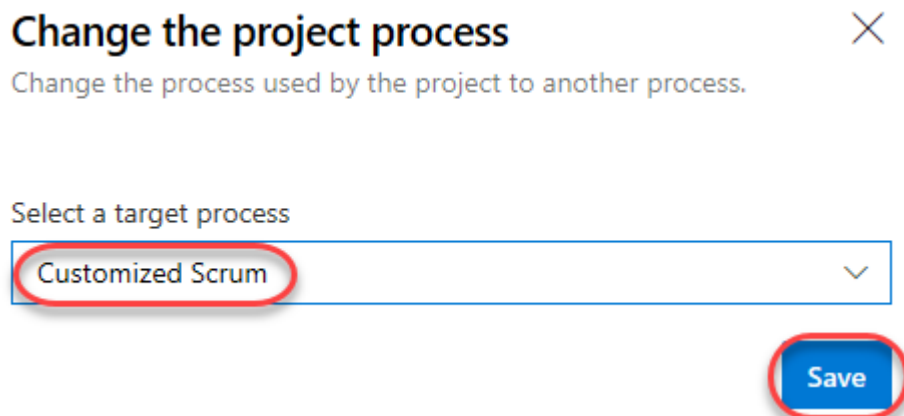 Change the project process
Change the process used by the project to another process.
Select a target process
Customized Scrum
Save